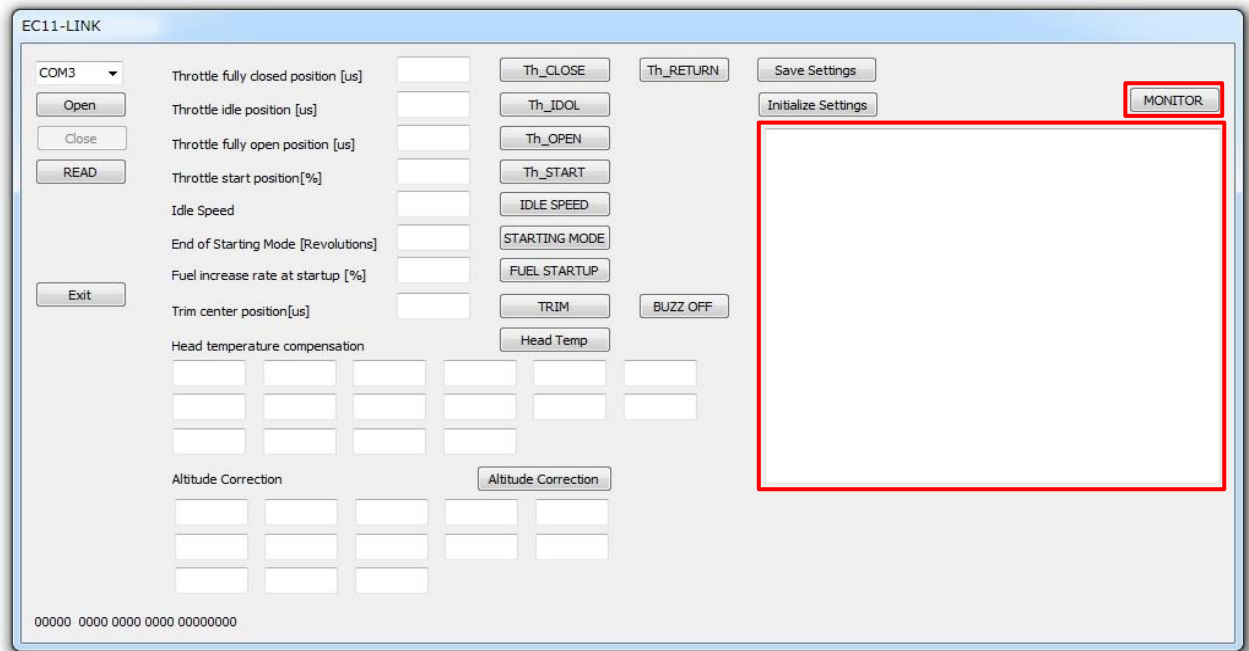 EC11-LINK
COM3
Open
Close
READ
Exit
Throttle fully closed position [us]
Th_CLOSE
Th_RETURN
Throttle idle position [us]
Th_IDOL
Throttle fully open position [us]
Th_OPEN
Throttle start position[%]
Th_START
Idle Speed
IDLE SPEED
End of Starting Mode [Revolutions]
STARTING MODE
Fuel increase rate at startup [%]
FUEL STARTUP
Trim center position[us]
TRIM
BUZZ OFF
Head temperature compensation
Head Temp
Altitude Correction
Altitude Correction
Save Settings
Initialize Settings
MONITOR
00000 0000 0000 0000 00000000